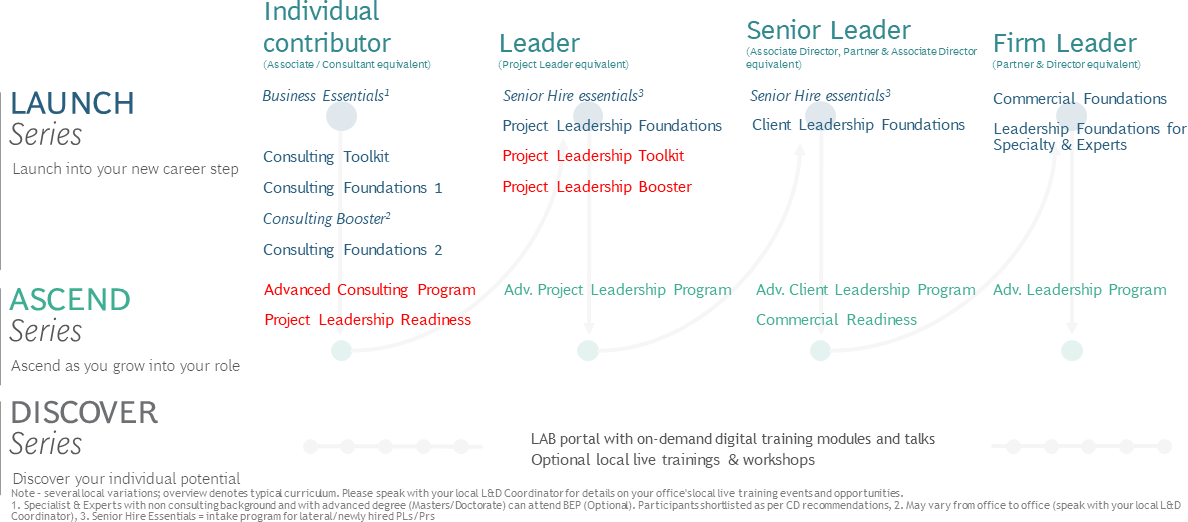 Individual
contributor
(Associate / Consultant equivalent)
Leader
(Project Leader equivalent)
Senior Leader
(Associate Director, Partner & Associate Director
equivalent)
Firm Leader
(Partner & Director equivalent)
LAUNCH
Series
Launch into your new career step
Business Essentials¹
Consulting Toolkit
Consulting Foundations 1
Consulting Booster²
Consulting Foundations 2
Senior Hire essentials³
Project Leadership Foundations
Project Leadership Toolkit
Project Leadership Booster
Senior Hire essentials³
Client Leadership Foundations
Commercial Foundations
Leadership Foundations for
Specialty & Experts
ASCEND
Series
Ascend as you grow into your role
Advanced Consulting Program
Project Leadership Readiness
Adv. Project Leadership Program
Adv. Client Leadership Program
Commercial Readiness
Adv. Leadership Program
DISCOVER
Series
Discover your individual potential
LAB portal with on-demand digital training modules and talks
Optional local live trainings & workshops
Note – several local variations; overview denotes typical curriculum. Please speak with your local L&D Coordinator for details on your office's local live training events and opportunities.
1. Specialist & Experts with non consulting background and with advanced degree (Masters/Doctorate) can attend BEP (Optional). Participants shortlisted as per CD recommendations, 2. May vary from office to office (speak with your local L&D
Coordinator), 3. Senior Hire Essentials = intake program for lateral/newly hired PLs/Prs